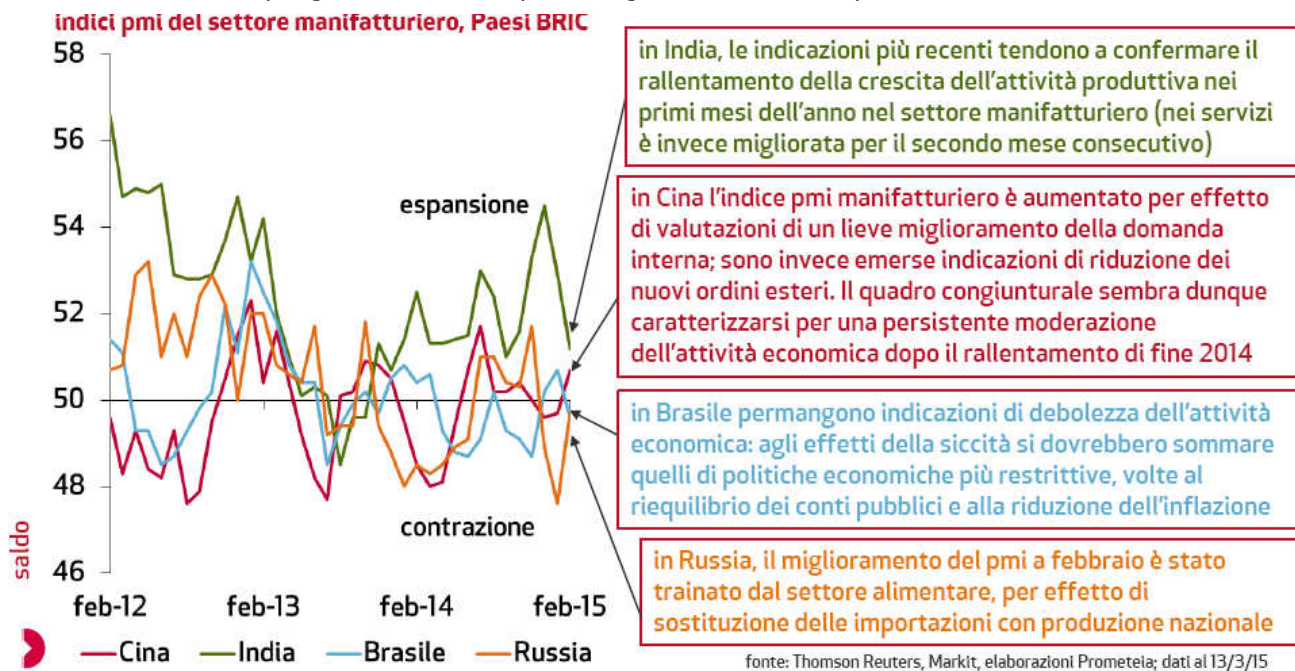 indici pmi del settore manifatturiero, Paesi BRIC
58
56
54
52
50
48
46
espansione
contrazione
saldo
feb-12 feb-13 feb-14 feb-15
Cina India Brasile Russia
in India, le indicazioni più recenti tendono a confermare il
rallentamento della crescita dell'attività produttiva nei
primi mesi dell'anno nel settore manifatturiero (nei servizi
è invece migliorata per il secondo mese consecutivo)
in Cina l'indice pmi manifatturiero è aumentato per effetto
di valutazioni di un lieve miglioramento della domanda
interna; sono invece emerse indicazioni di riduzione dei
nuovi ordini esteri. Il quadro congiunturale sembra dunque
caratterizzarsi per una persistente moderazione
dell'attività economica dopo il rallentamento di fine 2014
in Brasile permangono indicazioni di debolezza dell'attività
economica: agli effetti della siccità si dovrebbero sommare
quelli di politiche economiche più restrittive, volte al
riequilibrio dei conti pubblici e alla riduzione dell'inflazione
in Russia, il miglioramento del pmi a febbraio è stato
trainato dal settore alimentare, per effetto di
sostituzione delle importazioni con produzione nazionale
fonte: Thomson Reuters, Markit, elaborazioni Prometeia; dati al 13/3/15